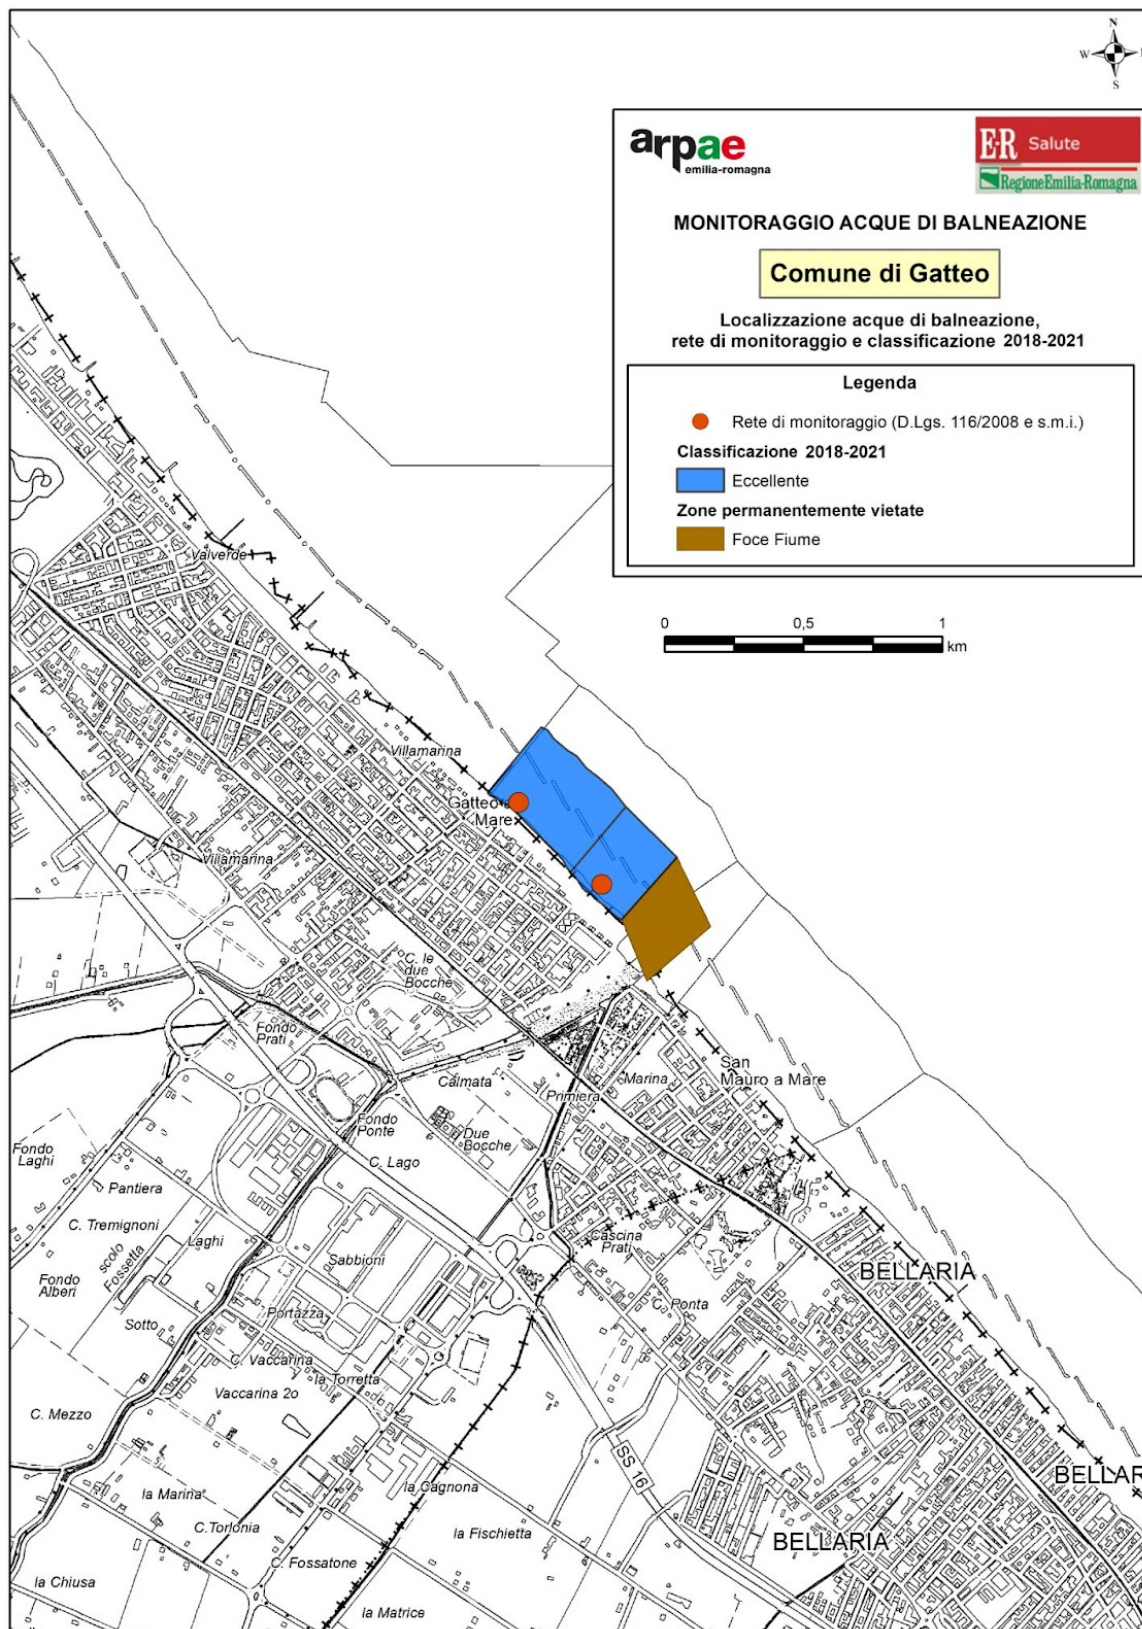 N
W
S
arpae
emilia-romagna
E-R Salute
RegioneEmilia-Romagna
MONITORAGGIO ACQUE DI BALNEAZIONE
Comune di Gatteo
Localizzazione acque di balneazione,
rete di monitoraggio e classificazione 2018-2021
Legenda
Rete di monitoraggio (D.Lgs. 116/2008 e s.m.i.)
Classificazione 2018-2021
Eccellente
Zone permanentemente vietate
Foce Fiume
0 0,5 1
km
Valverde
Villamarina
Gatteo a
Mare
Villamarina
C. le
due
Bocche
Fondo
Prati
Calmata
Marina
San
Mauro a Mare
Primiera
Fondo
Ponte
Due
Bocche
Fondo
Laghi
C. Lago
Pantiera
C. Tremignoni
Laghi
scolo
Fossetta
Sabbioni
Cascina
Prati
Fondo
Alberi
BELLARIA
C. Ponta
Sotto
Portazza
C. Vaccarina
la Torretta
Vaccarina 2o
C. Mezzo
SS 16
BELLAR
la Cagnona
la Marina
C.Torlonia
la Fischietta
BELLARIA
C. Fossatone
la Chiusa
la Matrice